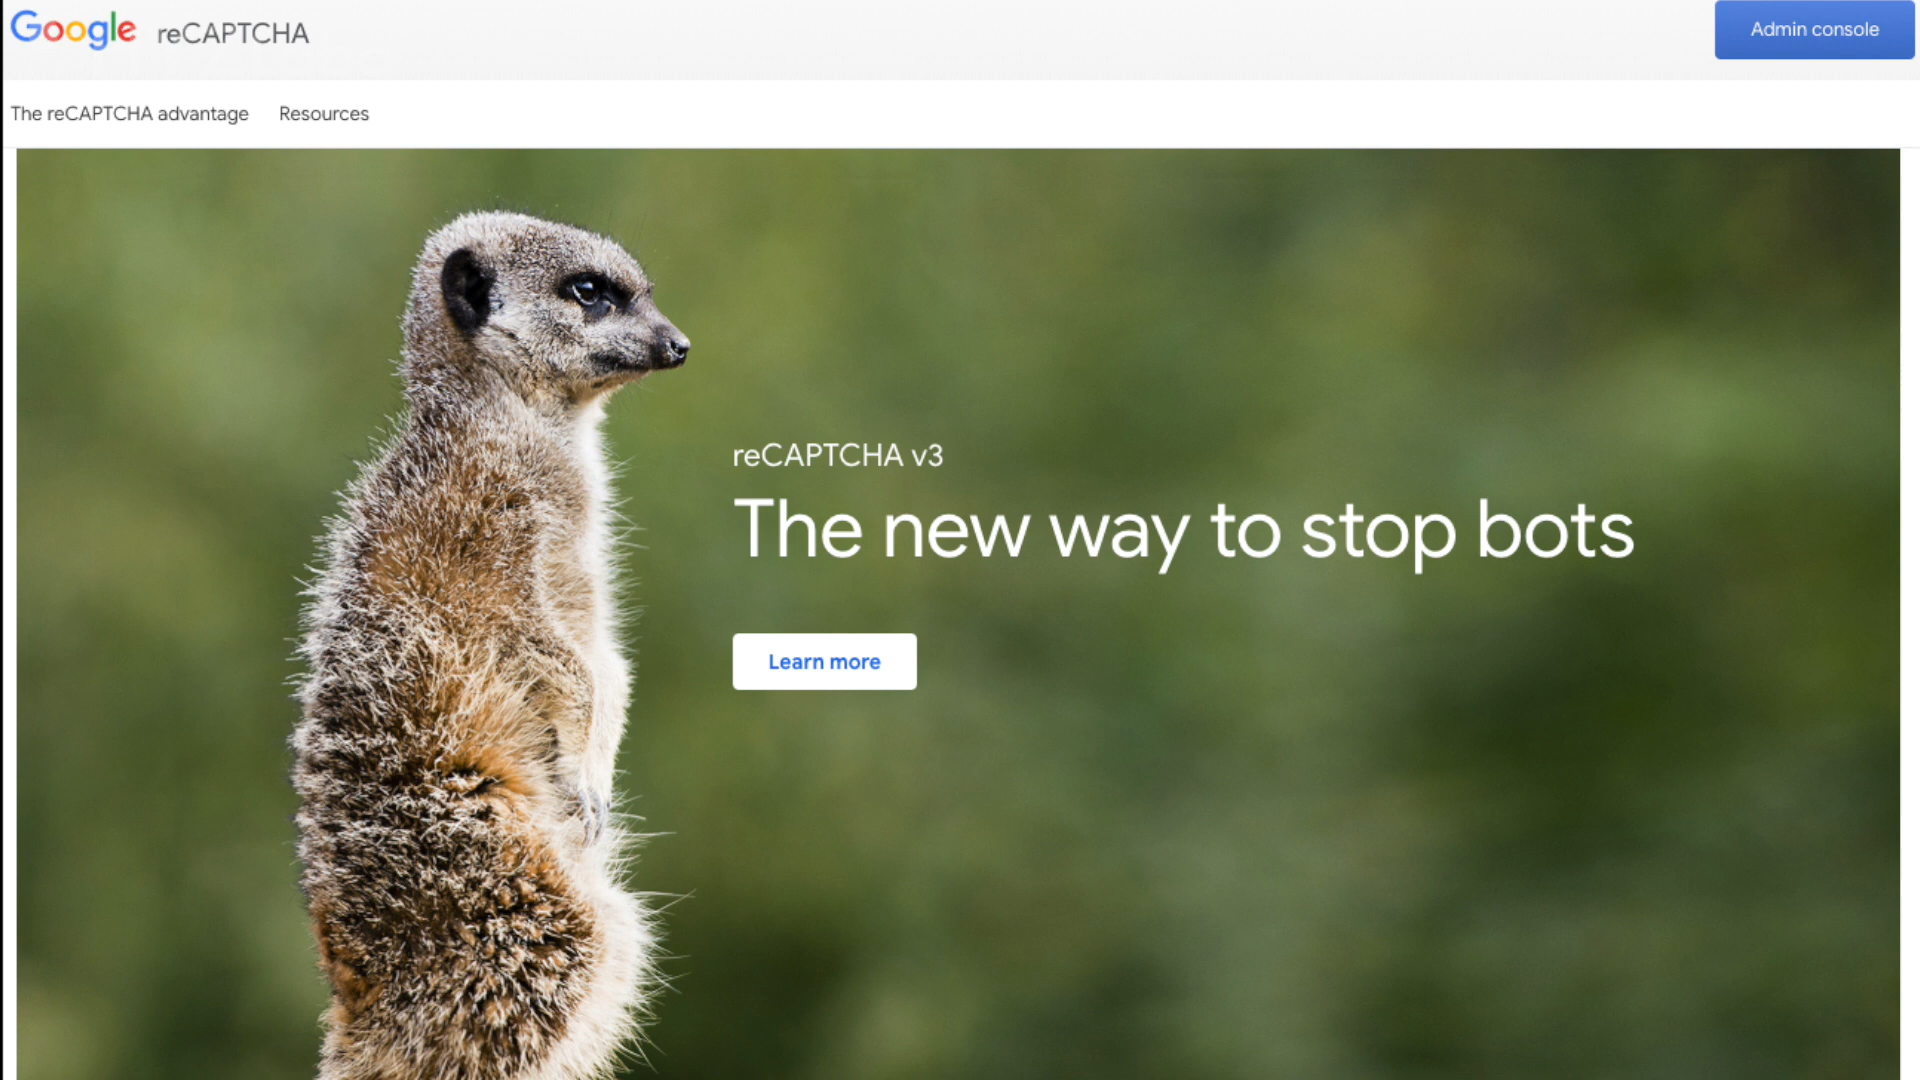 Google reCAPTCHA
Admin console
The reCAPTCHA advantage Resources
reCAPTCHA v3
The new way to stop bots
Learn more